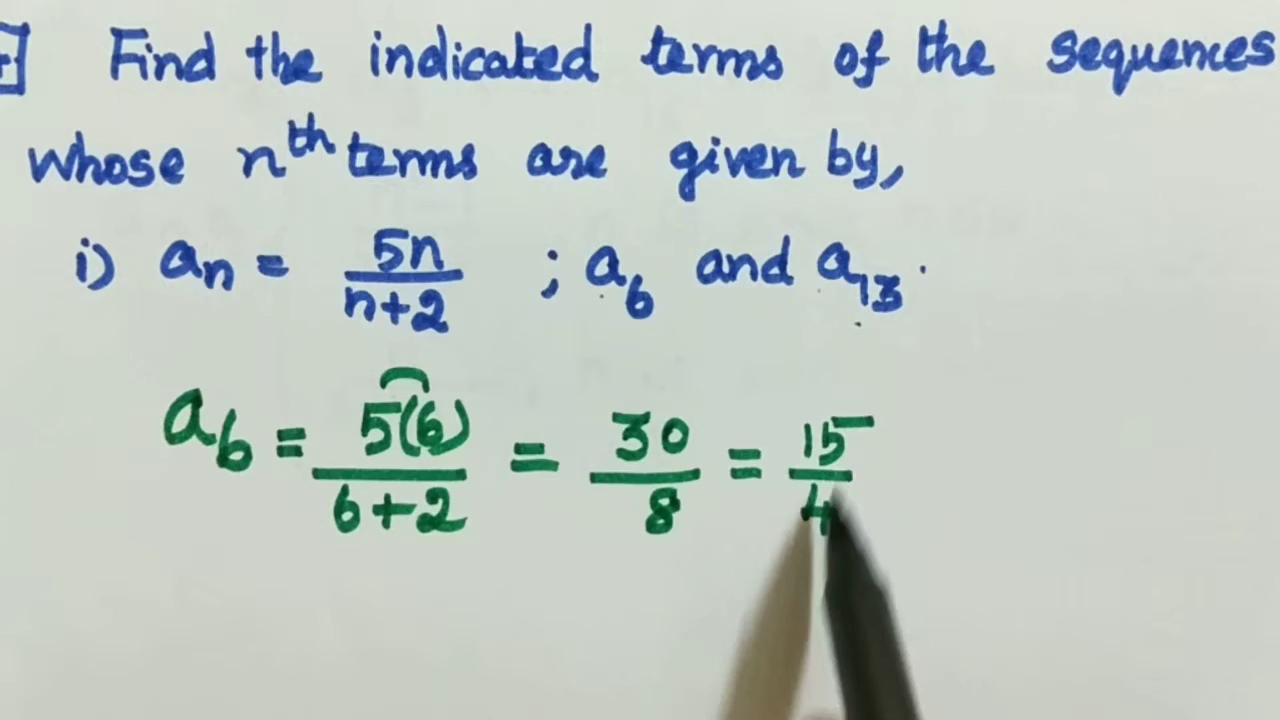 Find the indicated terms of the sequences
whose nth terms are given by,
i) an = 5n/n+2 ; a6 and a13.
a6 = 5(6)/6+2 = 30/8 = 15/4